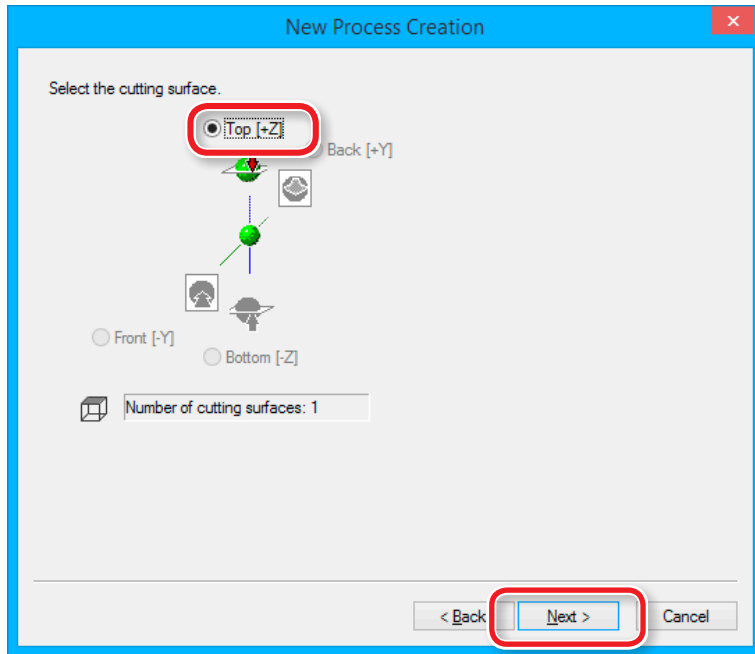 New Process Creation
Select the cutting surface.
Top [+Z]
Back [+Y]
Front [-Y]
Bottom [-Z]
Number of cutting surfaces: 1
< Back
Next >
Cancel